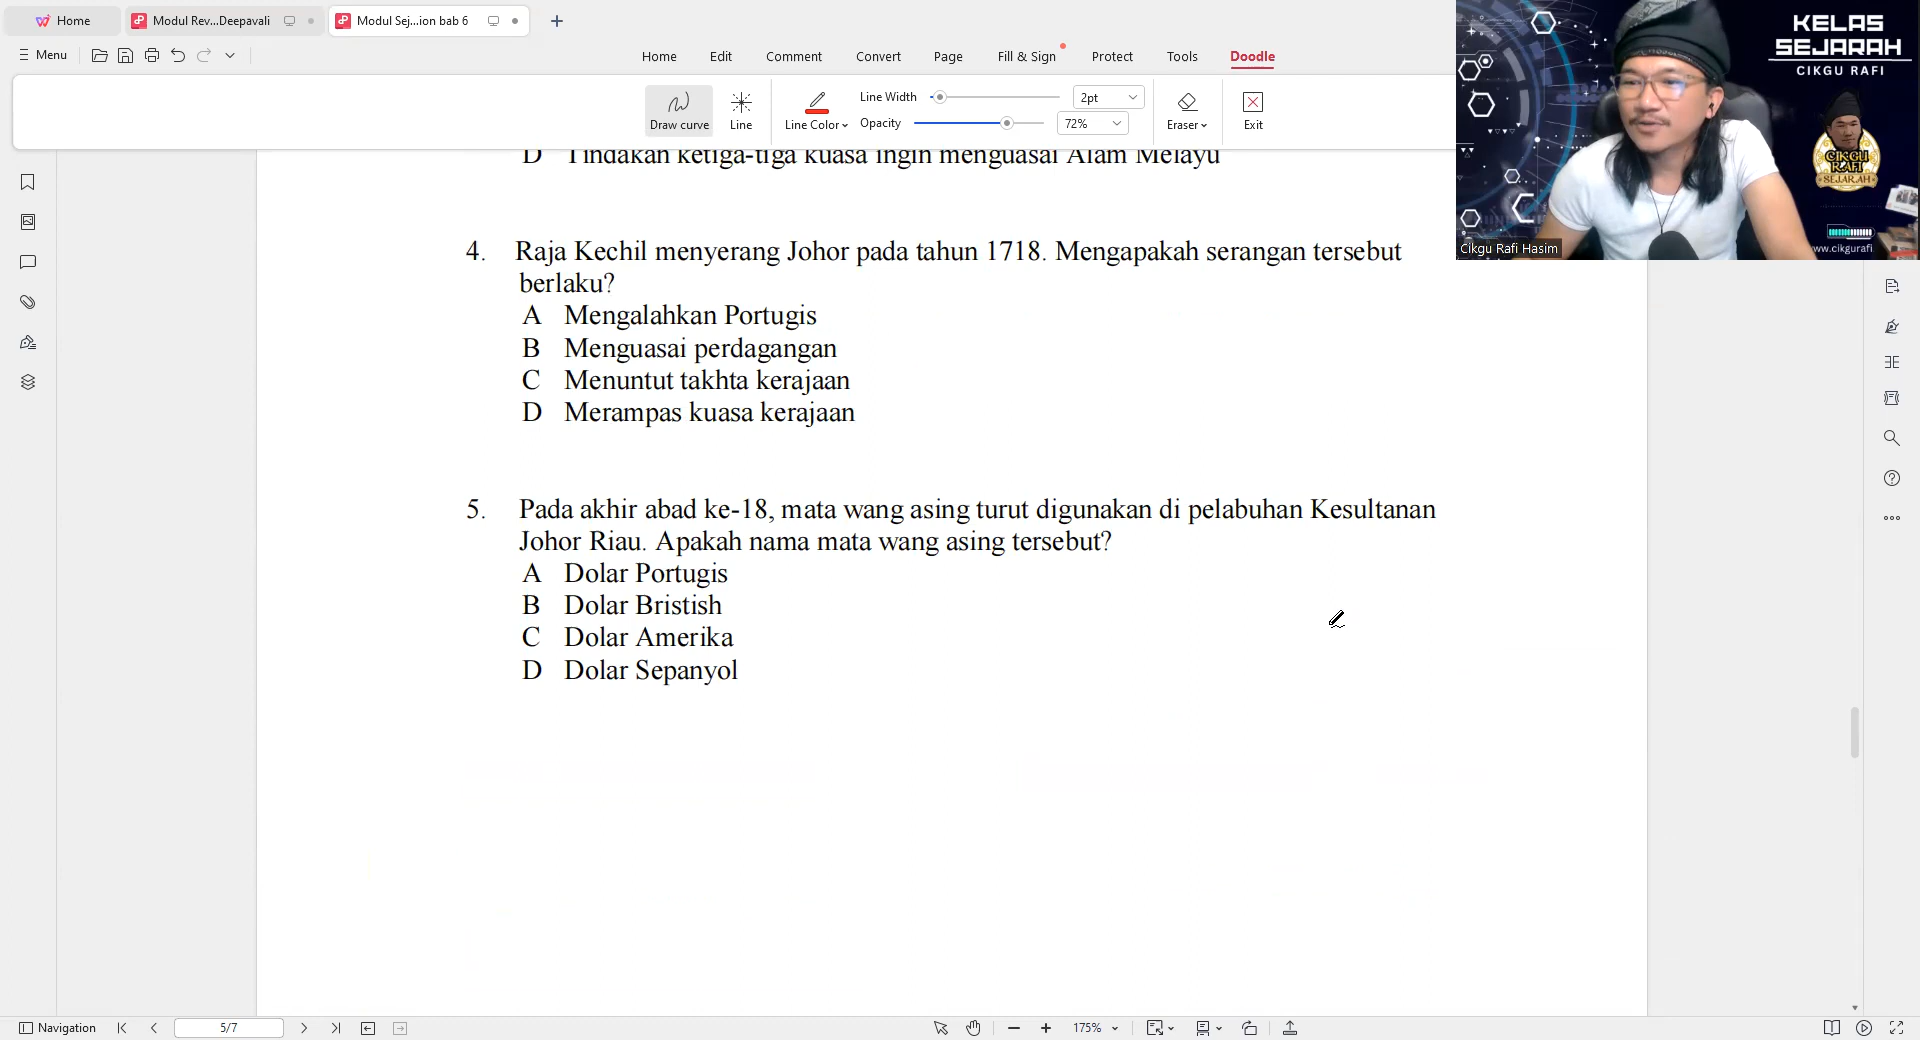 Home
Modul Rev...Deepavali
Modul Sej...ion bab 6
Menu
Home
Edit
Comment
Convert
Page
Fill & Sign
Protect
Tools
Doodle
Draw curve
Line
Line Color
Line Width
2pt
Opacity
72%
Eraser
Exit
KELAS
SEJARAH
CIKGU RAFI
CIKGU
RAFI
SEJARAH
www.cikgurafi
Cikgu Rafi Hasim
D Tindakan ketiga-tiga kuasa ingin menguasai Alam Melayu
4. Raja Kechil menyerang Johor pada tahun 1718. Mengapakah serangan tersebut
berlaku?
A Mengalahkan Portugis
B Menguasai perdagangan
C Menuntut takhta kerajaan
D Merampas kuasa kerajaan
5. Pada akhir abad ke-18, mata wang asing turut digunakan di pelabuhan Kesultanan
Johor Riau. Apakah nama mata wang asing tersebut?
A Dolar Portugis
B Dolar Bristish
C Dolar Amerika
D Dolar Sepanyol
Navigation
5/7
175%